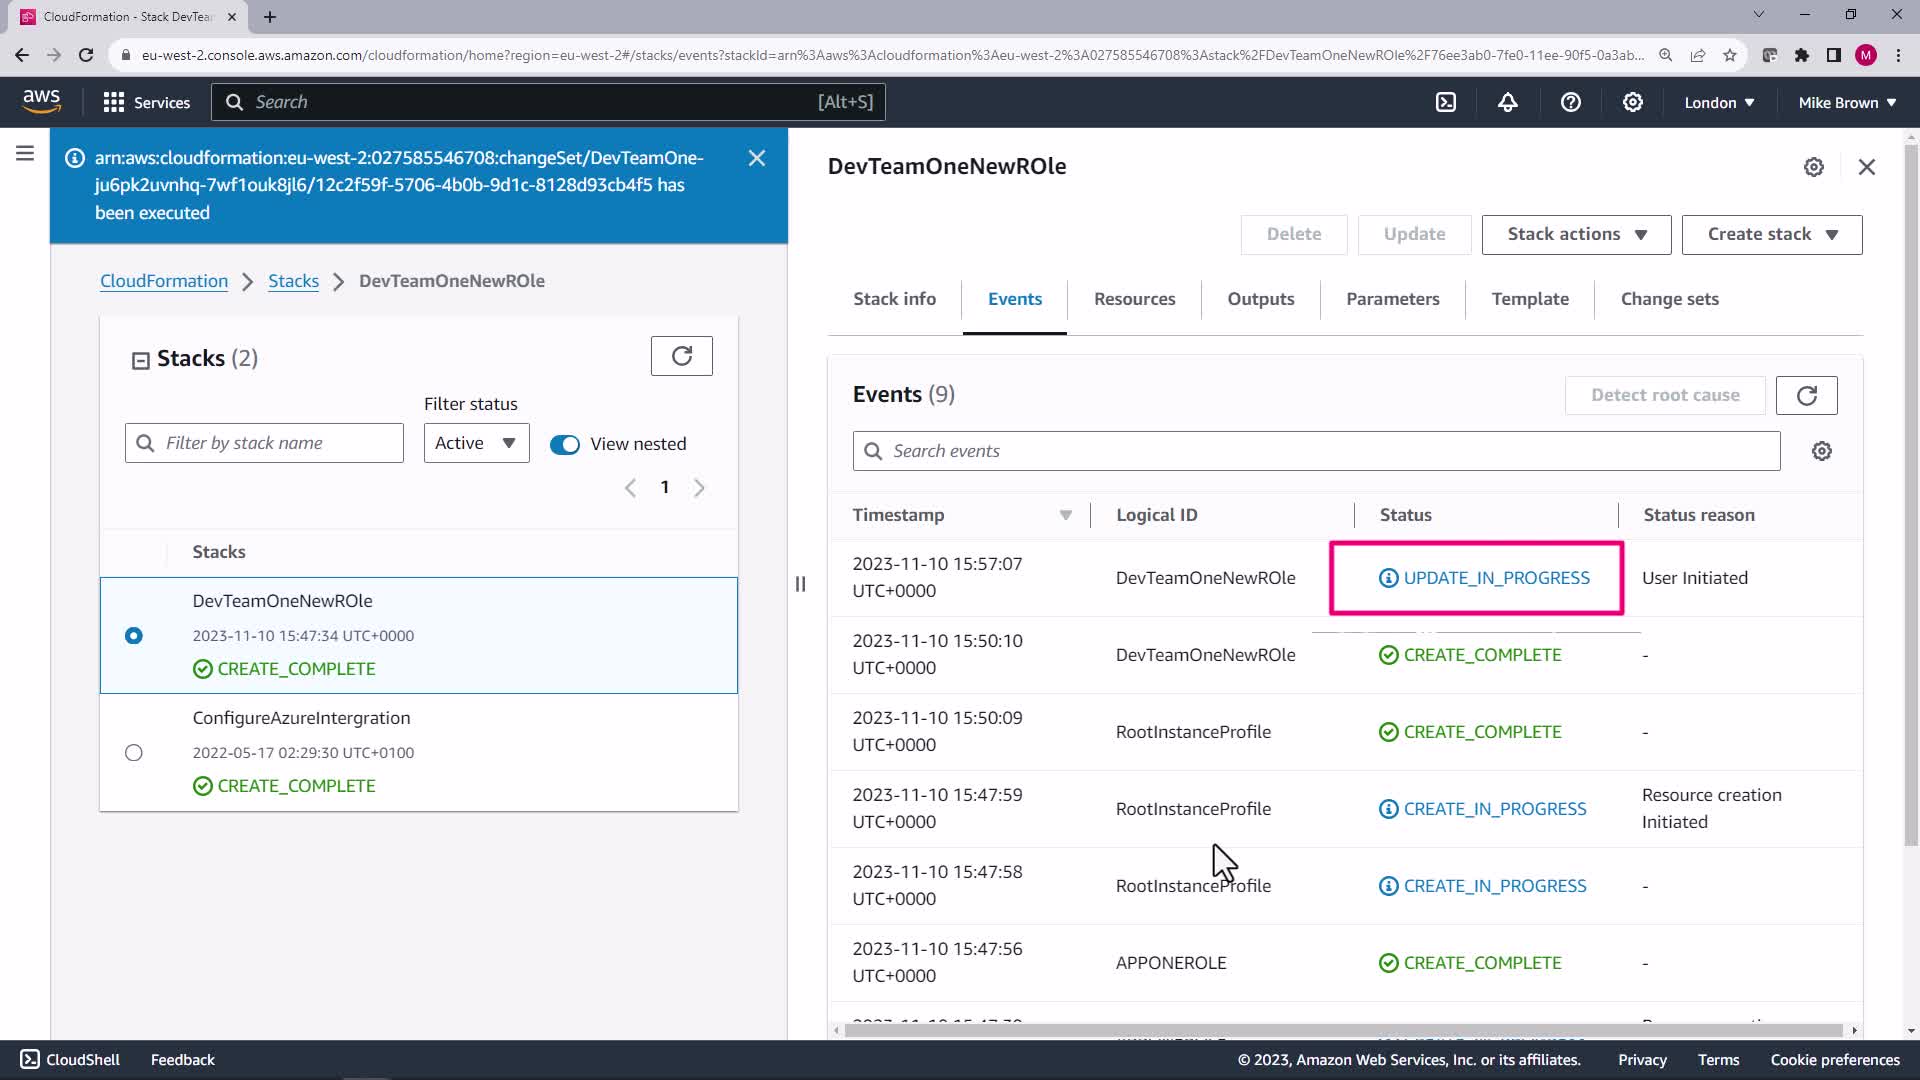 CloudFormation - Stack DevTea
eu-west-2.console.aws.amazon.com/cloudformation/home?region=eu-west-2#/stacks/events?stackId=arn%3Aaws%3Acloudformation%3Aeu-west-2%3A027585546708%3Astack%2FDevTeamOneNewROle%2F76ee3ab0-7fe0-11ee-90f5-0a3ab...
M
aws
Services
Search
[Alt+S]
London
Mike Brown
arn:aws:cloudformation:eu-west-2:027585546708:changeSet/DevTeamOne-
ju6pk2uvnhq-7wf1ouk8jl6/12c2f59f-5706-4b0b-9d1c-8128d93cb4f5 has
been executed
CloudFormation
Stacks
DevTeamOneNewROle
Stacks (2)
Filter status
Filter by stack name
Active
View nested
1
Stacks
DevTeamOneNewROle
2023-11-10 15:47:34 UTC+0000
CREATE_COMPLETE
ConfigureAzureIntergration
2022-05-17 02:29:30 UTC+0100
CREATE_COMPLETE
DevTeamOneNewROle
Delete
Update
Stack actions
Create stack
Stack info
Events
Resources
Outputs
Parameters
Template
Change sets
Events (9)
Detect root cause
Search events
Timestamp
Logical ID
Status
Status reason
2023-11-10 15:57:07
UTC+0000
DevTeamOneNewROle
UPDATE_IN_PROGRESS
User Initiated
2023-11-10 15:50:10
UTC+0000
DevTeamOneNewROle
CREATE_COMPLETE
-
2023-11-10 15:50:09
UTC+0000
RootInstanceProfile
CREATE_COMPLETE
-
2023-11-10 15:47:59
UTC+0000
RootInstanceProfile
CREATE_IN_PROGRESS
Resource creation
Initiated
2023-11-10 15:47:58
UTC+0000
RootInstanceProfile
CREATE_IN_PROGRESS
-
2023-11-10 15:47:56
UTC+0000
APPONEROLE
CREATE_COMPLETE
-
CloudShell
Feedback
© 2023, Amazon Web Services, Inc. or its affiliates.
Privacy
Terms
Cookie preferences